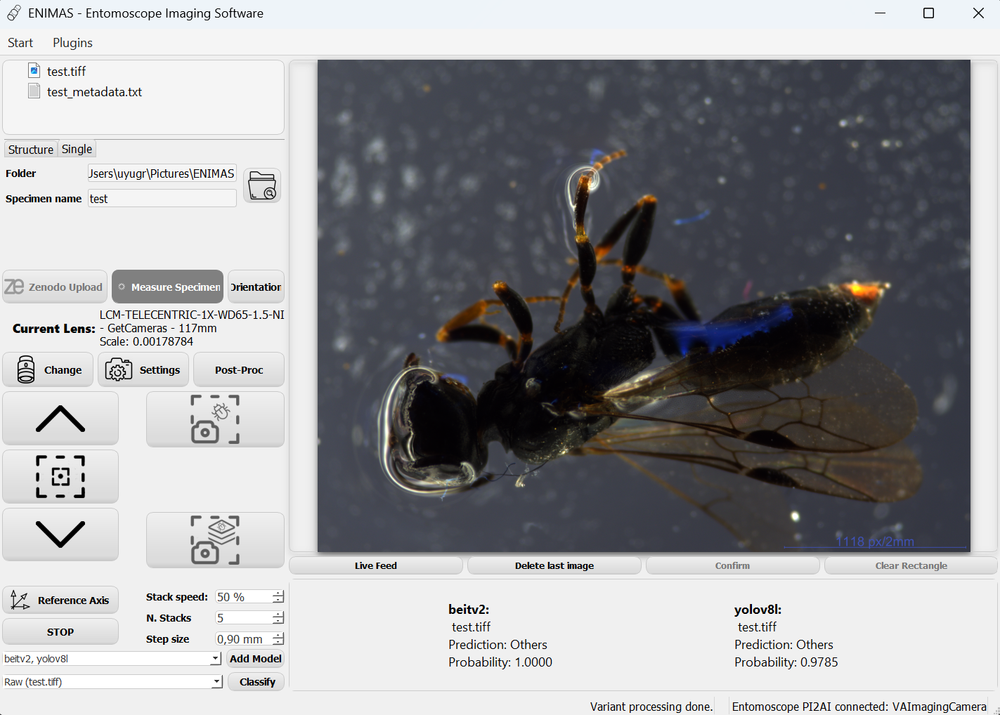 ENIMAS - Entomoscope Imaging Software
Start Plugins
test.tiff
test_metadata.txt
Structure Single
Folder Jsers\uyugr\Pictures\ENIMAS
Specimen name test
ze Zenodo Upload Measure Specimen Orientation
Current Lens: LCM-TELECENTRIC-1X-WD65-1.5-NI
- GetCameras - 117mm
Scale: 0.00178784
Change Settings Post-Proc
1118 px/2mm
Live Feed Delete last image Confirm Clear Rectangle
Reference Axis
STOP
Stack speed: 50 %
N. Stacks 5
Step size 0,90 mm
beitv2, yolov8l Add Model
Raw (test.tiff) Classify
beitv2:
test.tiff
Prediction: Others
Probability: 1.0000
yolov8l:
test.tiff
Prediction: Others
Probability: 0.9785
Variant processing done. Entomoscope PI2AI connected: VAImagingCamera